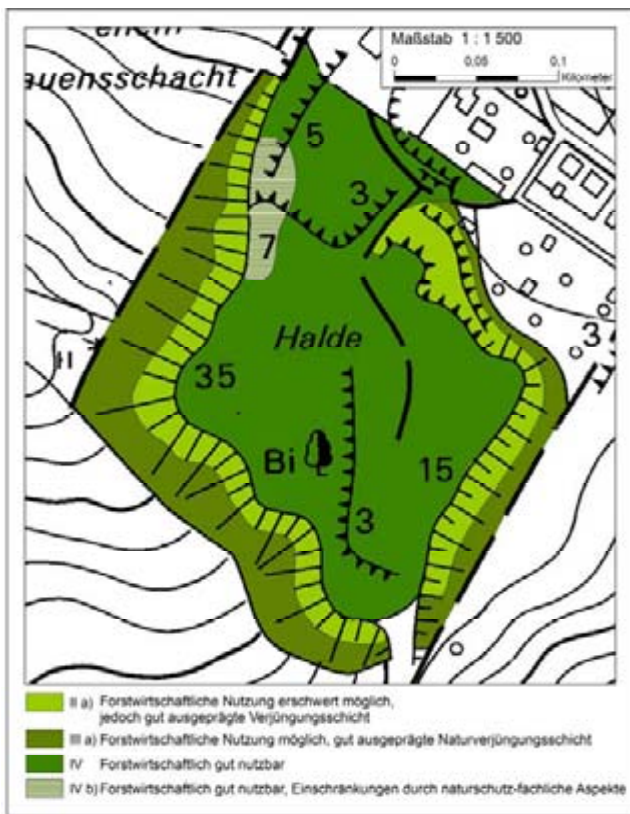 Maßstab 1 : 1 500
0 0,05 0,1
Kilometer
auensschacht
5
3
7
Halde
3
35
Bi
15
3
II a) Forstwirtschaftliche Nutzung erschwert möglich,
jedoch gut ausgeprägte Verjüngungsschicht
III a) Forstwirtschaftliche Nutzung möglich, gut ausgeprägte Naturverjüngungsschicht
IV Forstwirtschaftlich gut nutzbar
IV b) Forstwirtschaftlich gut nutzbar, Einschränkungen durch naturschutz-fachliche Aspekte